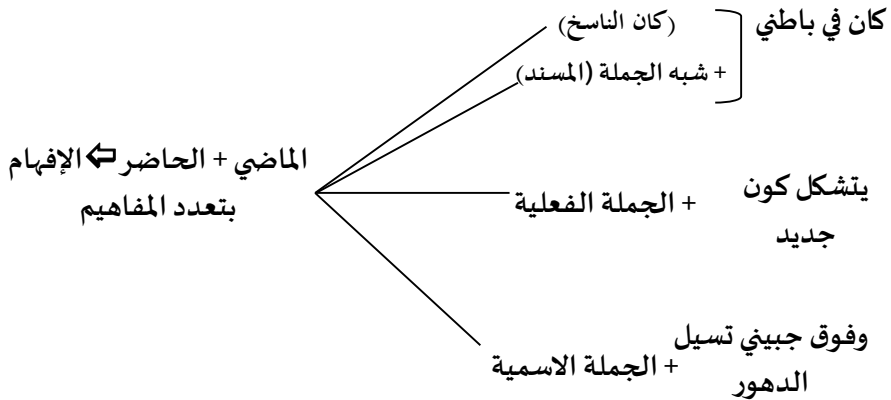 كان في باطني
(كان الناسخ)
+ شبه الجملة (المسند)
الماضي + الحاضر ⇦ الإفهام
بتعدد المفاهيم
يتشكل كون
جديد
+ الجملة الفعلية
وفوق جبيني تسيل
الدهور
+ الجملة الاسمية